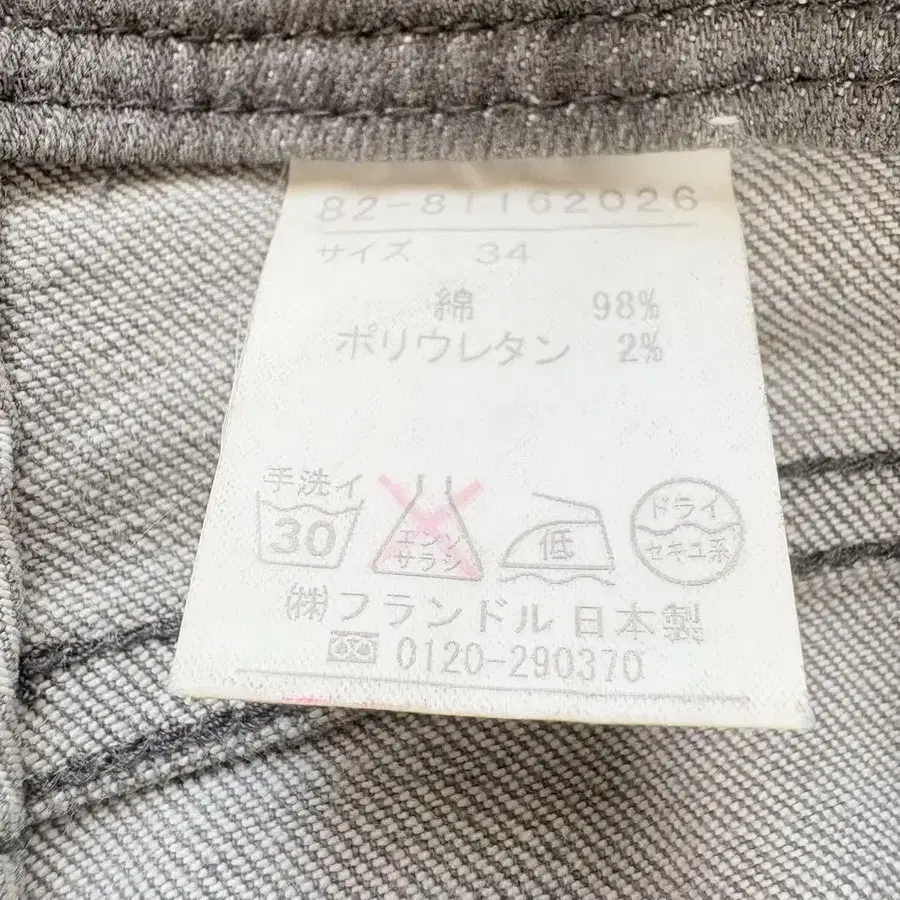 82-81162026
サイズ 34
綿 98%
ポリウレタン 2%
手洗イ
30
エンソ
サラシ
低
ドライ
セキユ系
㈱フランドル 日本製
0120-290370